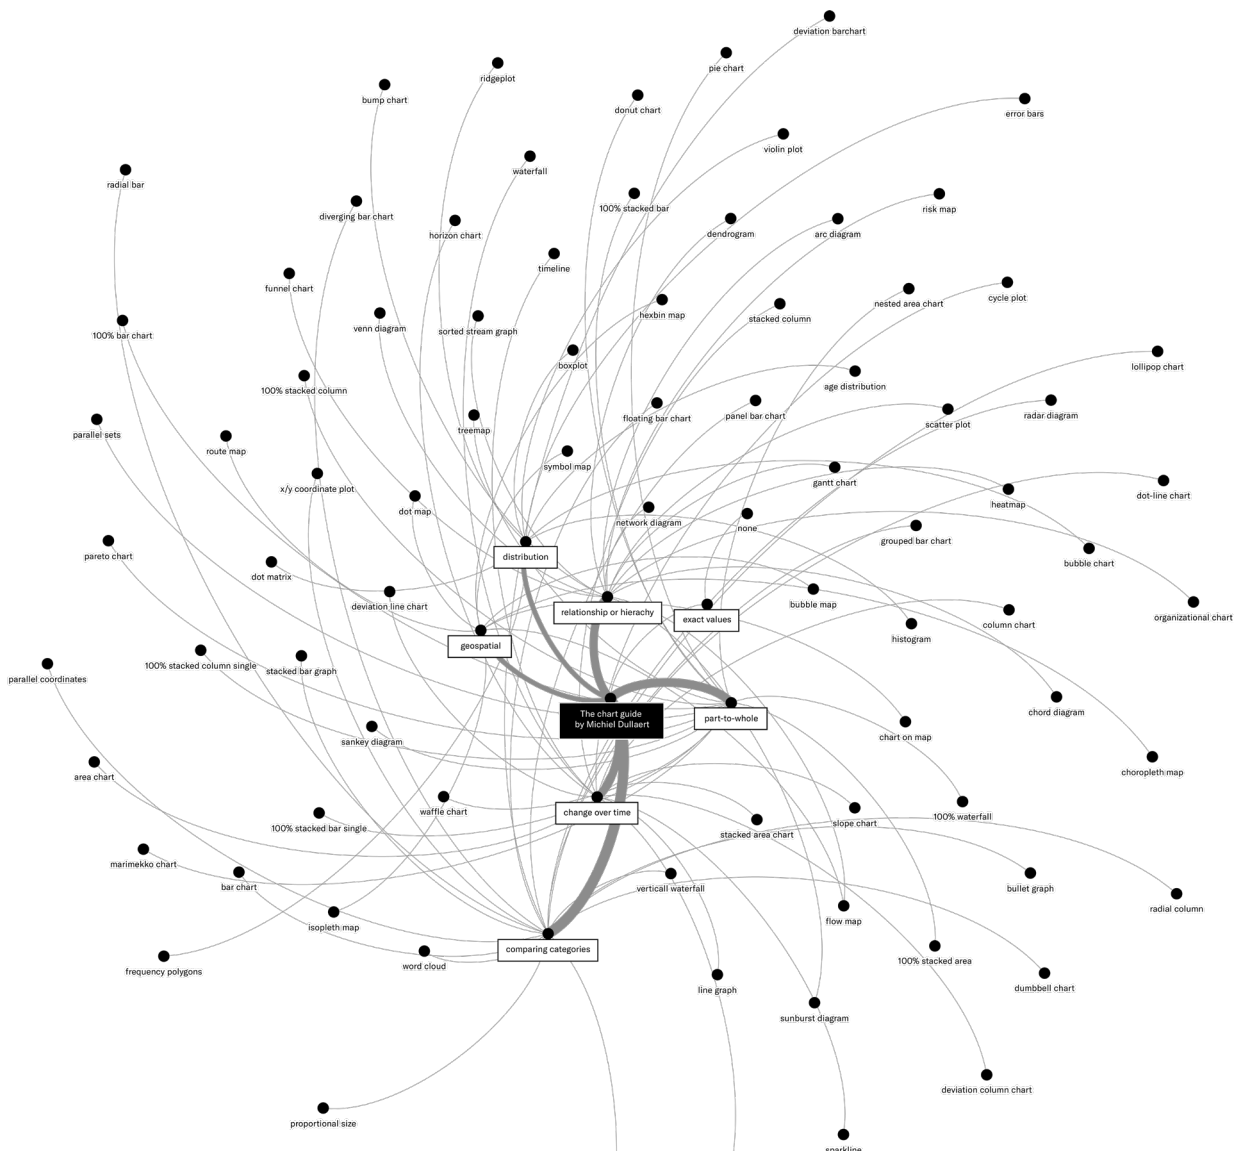 deviation barchart
pie chart
ridgeplot
bump chart
donut chart
error bars
violin plot
waterfall
radial bar
100% stacked bar
risk map
diverging bar chart
horizon chart
dendrogram
arc diagram
timeline
funnel chart
nested area chart
cycle plot
hexbin map
stacked column
venn diagram
sorted stream graph
100% bar chart
boxplot
lollipop chart
age distribution
100% stacked column
radar diagram
floating bar chart
panel bar chart
scatter plot
treemap
parallel sets
route map
symbol map
gantt chart
x/y coordinate plot
dot-line chart
heatmap
dot map
network diagram
none
grouped bar chart
pareto chart
distribution
bubble chart
dot matrix
deviation line chart
bubble map
relationship or hierachy
exact values
column chart
organizational chart
histogram
geospatial
100% stacked column single
stacked bar graph
parallel coordinates
The chart guide
by Michiel Dullaert
part-to-whole
chord diagram
chart on map
sankey diagram
choropleth map
area chart
waffle chart
change over time
100% waterfall
slope chart
100% stacked bar single
stacked area chart
marimekko chart
bar chart
verticall waterfall
bullet graph
radial column
flow map
isopleth map
comparing categories
100% stacked area
word cloud
frequency polygons
dumbbell chart
line graph
sunburst diagram
deviation column chart
proportional size
sparkline